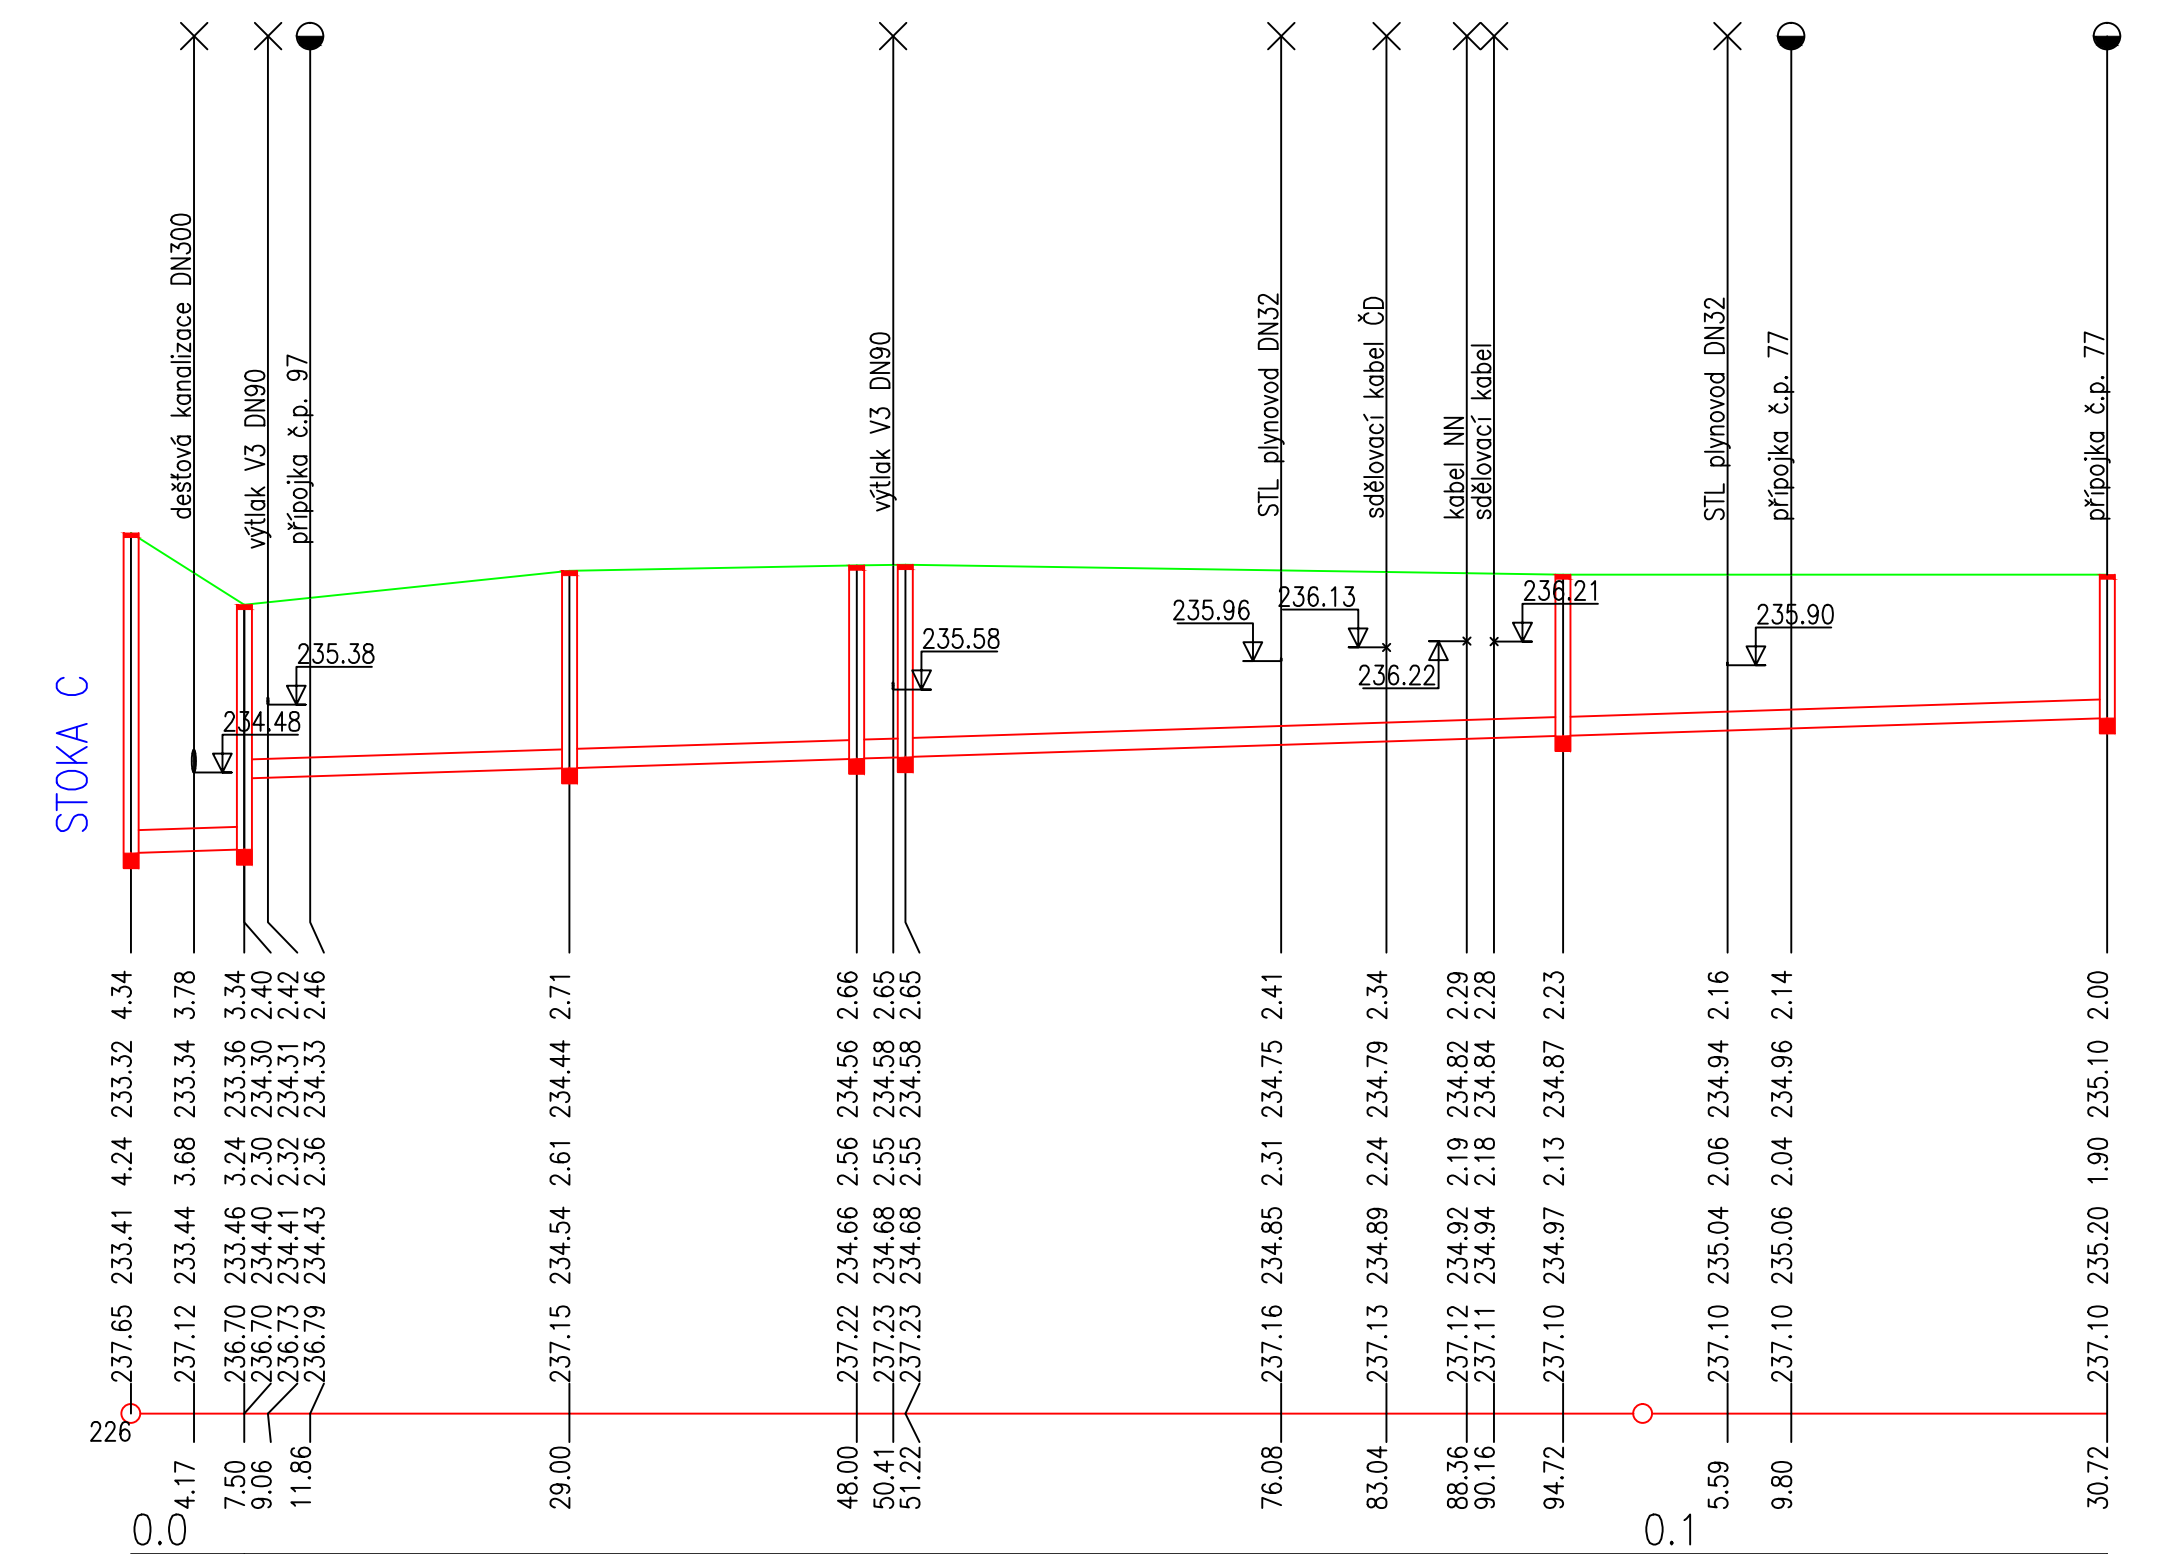 dešťová kanalizace DN300
výtlak V3 DN90
přípojka č.p. 97
výtlak V3 DN90
STL plynovod DN32
sdělovací kabel ČD
kabel NN
sdělovací kabel
STL plynovod DN32
přípojka č.p. 77
přípojka č.p. 77
STOKA C
234.48
235.38
235.58
235.96
236.13
236.22
236.21
235.90
4.34 3.78 3.34 2.40 2.42 2.46 2.71 2.66 2.65 2.65 2.41 2.34 2.29 2.28 2.23 2.16 2.14 2.00
233.32 233.34 233.36 234.30 234.31 234.33 234.44 234.56 234.58 234.58 234.75 234.79 234.82 234.84 234.87 234.94 234.96 235.10
4.24 3.68 3.24 2.30 2.32 2.36 2.61 2.56 2.55 2.55 2.31 2.24 2.19 2.18 2.13 2.06 2.04 1.90
233.41 233.44 233.46 234.40 234.41 234.43 234.54 234.66 234.68 234.68 234.85 234.89 234.92 234.94 234.97 235.04 235.06 235.20
237.65 237.12 236.70 236.70 236.73 236.79 237.15 237.22 237.23 237.23 237.16 237.13 237.12 237.11 237.10 237.10 237.10 237.10
226
4.17 7.50 9.06 11.86 29.00 48.00 50.41 51.22 76.08 83.04 88.36 90.16 94.72 5.59 9.80 30.72
0.0 0.1